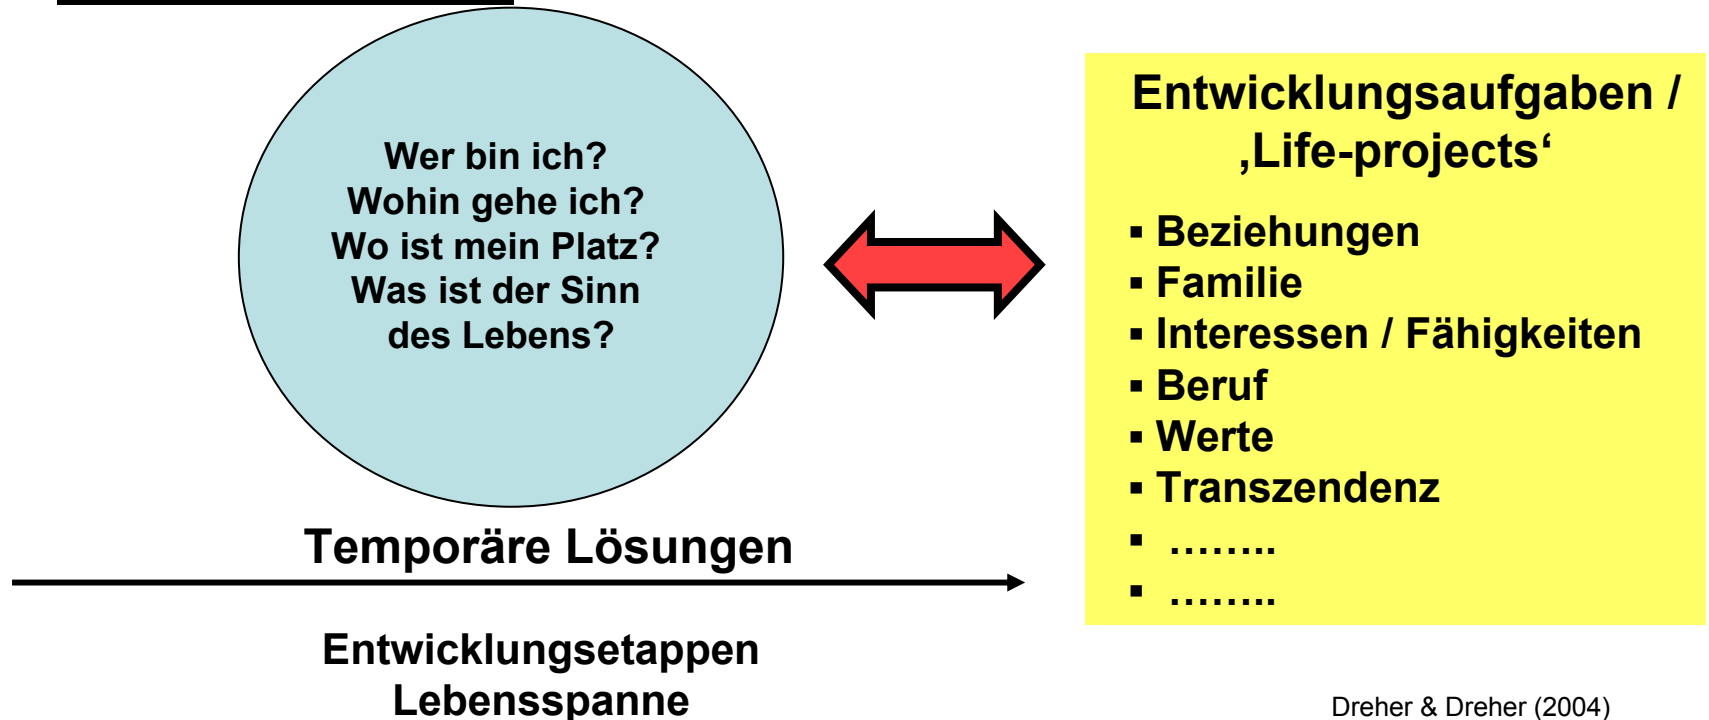 Wer bin ich?
Wohin gehe ich?
Wo ist mein Platz?
Was ist der Sinn
des Lebens?
Temporäre Lösungen
Entwicklungsetappen
Lebensspanne
Entwicklungsaufgaben /
‚Life-projects‘
▪ Beziehungen
▪ Familie
▪ Interessen / Fähigkeiten
▪ Beruf
▪ Werte
▪ Transzendenz
▪ ……..
▪ ……..
Dreher & Dreher (2004)